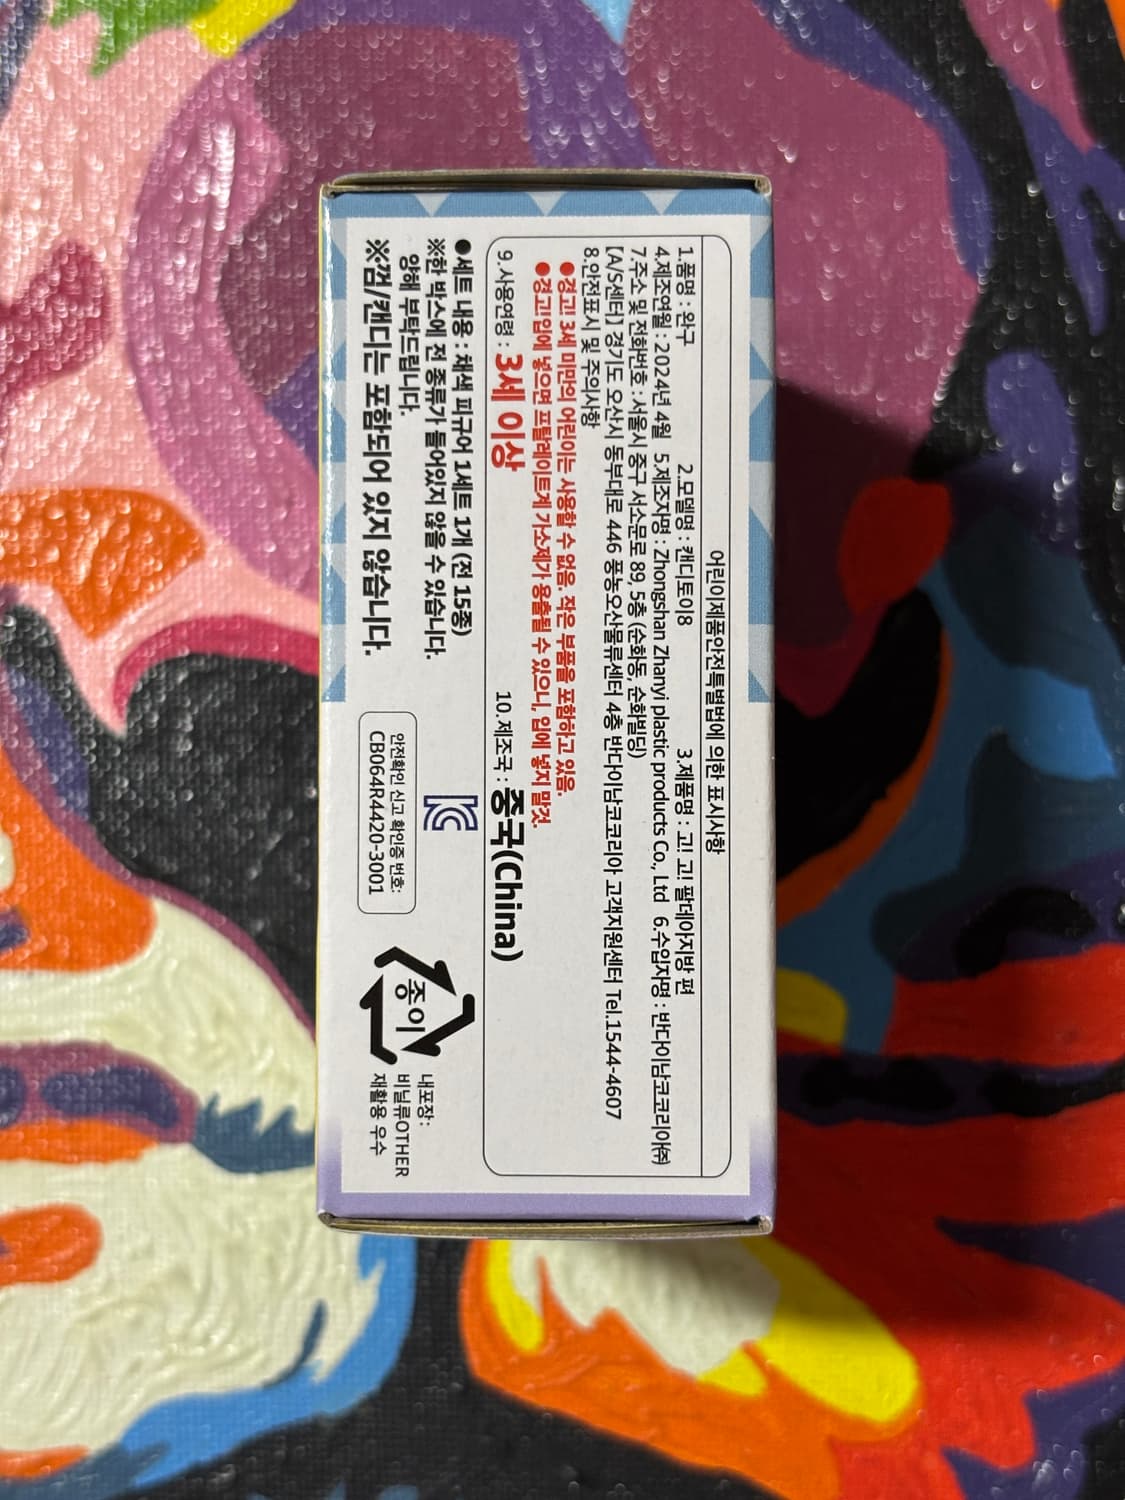 어린이제품안전특별법에 의한 표시사항
1.품명 : 완구 2.모델명 : 캔디토이8 3.제품명 : 고! 고! 팔데아지방 편
4.제조연월 : 2024년 4월 5.제조자명 : Zhongshan Zhanyi plastic products Co., Ltd 6.수입자명 : 반다이남코코리아㈜
7.주소 및 전화번호 : 서울시 중구 서소문로 89, 5층 (순화동, 순화빌딩)
[A/S센터] 경기도 오산시 동부대로 446 풍농오산물류센터 4층 반다이남코코리아 고객지원센터 Tel.1544-4607
8.안전표시 및 주의사항
●경고! 3세 미만의 어린이는 사용할 수 없음. 작은 부품을 포함하고 있음.
●경고! 입에 넣으면 프탈레이트계 가소제가 용출될 수 있으니, 입에 넣지 말것.
9.사용연령 : 3세 이상 10.제조국 : 중국(China)
●세트 내용 : 채색 피규어 1세트 1개 (전 15종)
※한 박스에 전 종류가 들어있지 않을 수 있습니다.
양해 부탁드립니다.
※껌/캔디는 포함되어 있지 않습니다.
안전확인 신고 확인증 번호:
CB064R4420-3001
종이
내포장:
비닐류OTHER
재활용 우수